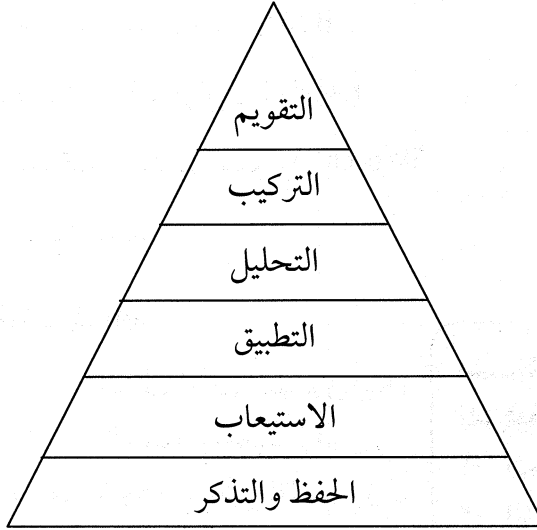 التقويم
التركيب
التحليل
التطبيق
الاستيعاب
الحفظ والتذكر